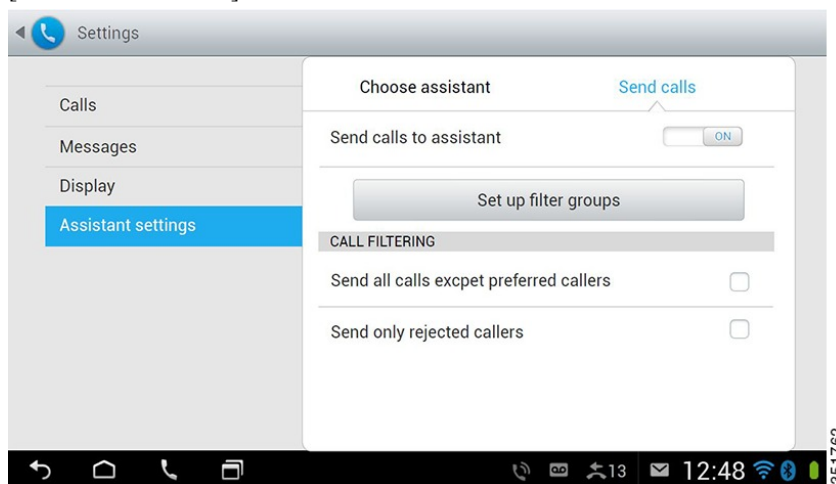 Settings
Calls
Messages
Display
Assistant settings
Choose assistant Send calls
Send calls to assistant ON
Set up filter groups
CALL FILTERING
Send all calls excpet preferred callers
Send only rejected callers
13 12:48